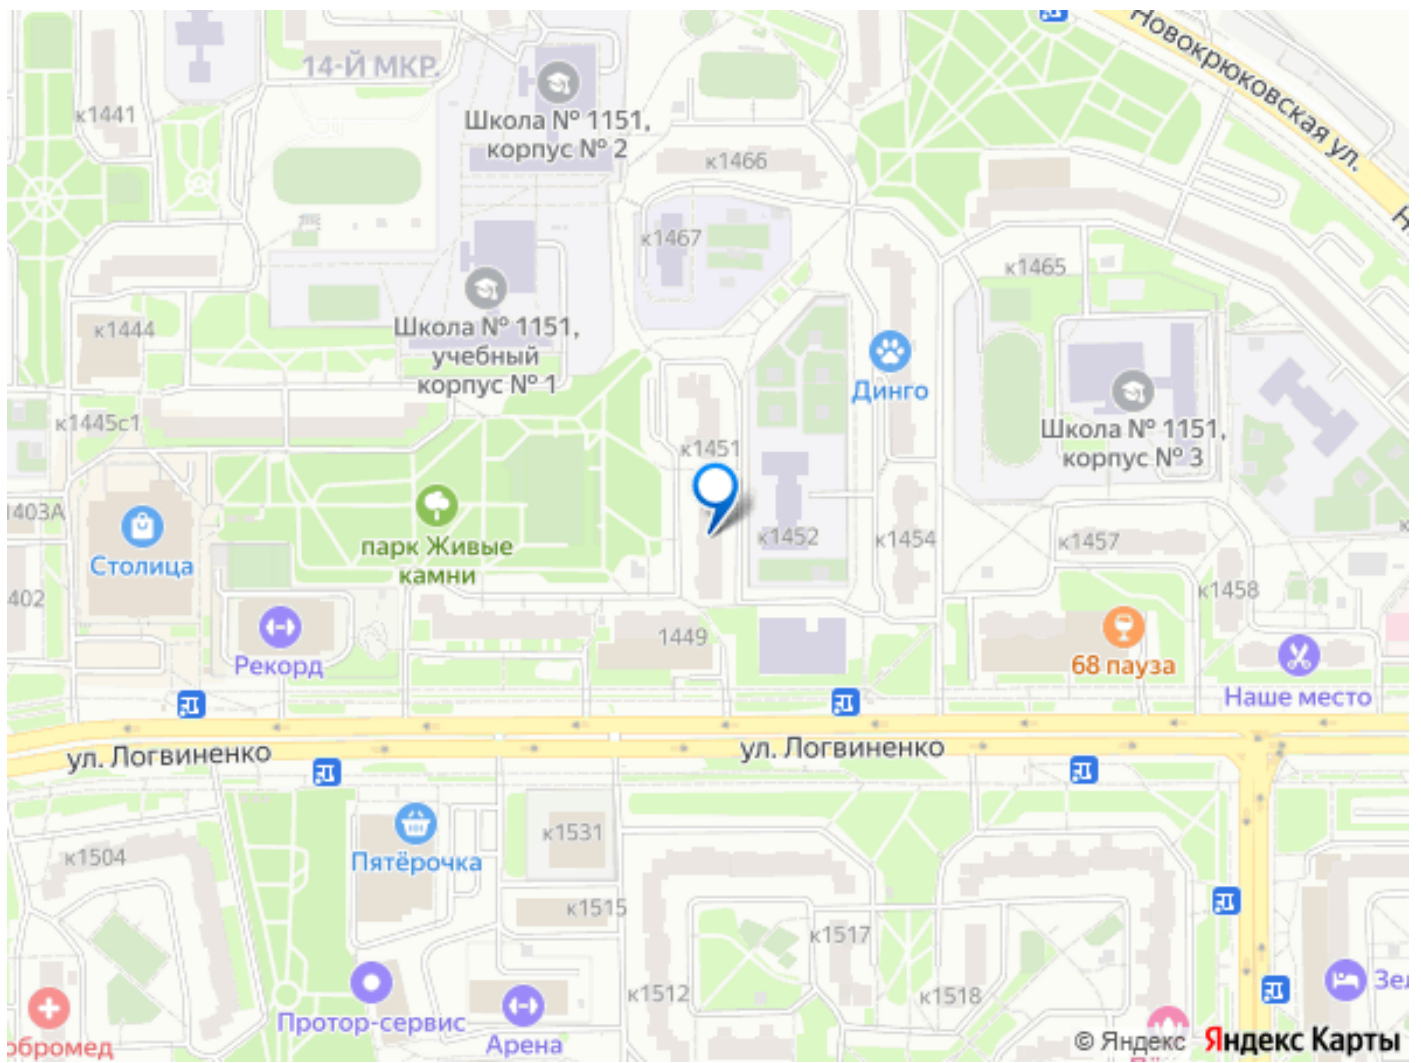 Новокрюковская ул.
14-Й МКР.
к1441
Школа № 1151,
корпус № 2
к1466
к1467
к1465
Школа № 1151,
учебный
корпус № 1
к1444
Динго
к1445с1
к1451
Школа № 1151,
корпус № 3
1403А
Столица
парк Живые
камни
к1452
к1454
к1457
к1458
402
1449
Рекорд
68 пауза
Наше место
ул. Логвиненко
ул. Логвиненко
к1504
Пятёрочка
к1531
к1515
к1517
к1512
к1518
Протор-сервис
Арена
обромед
Зел
© Яндекс Яндекс Карты